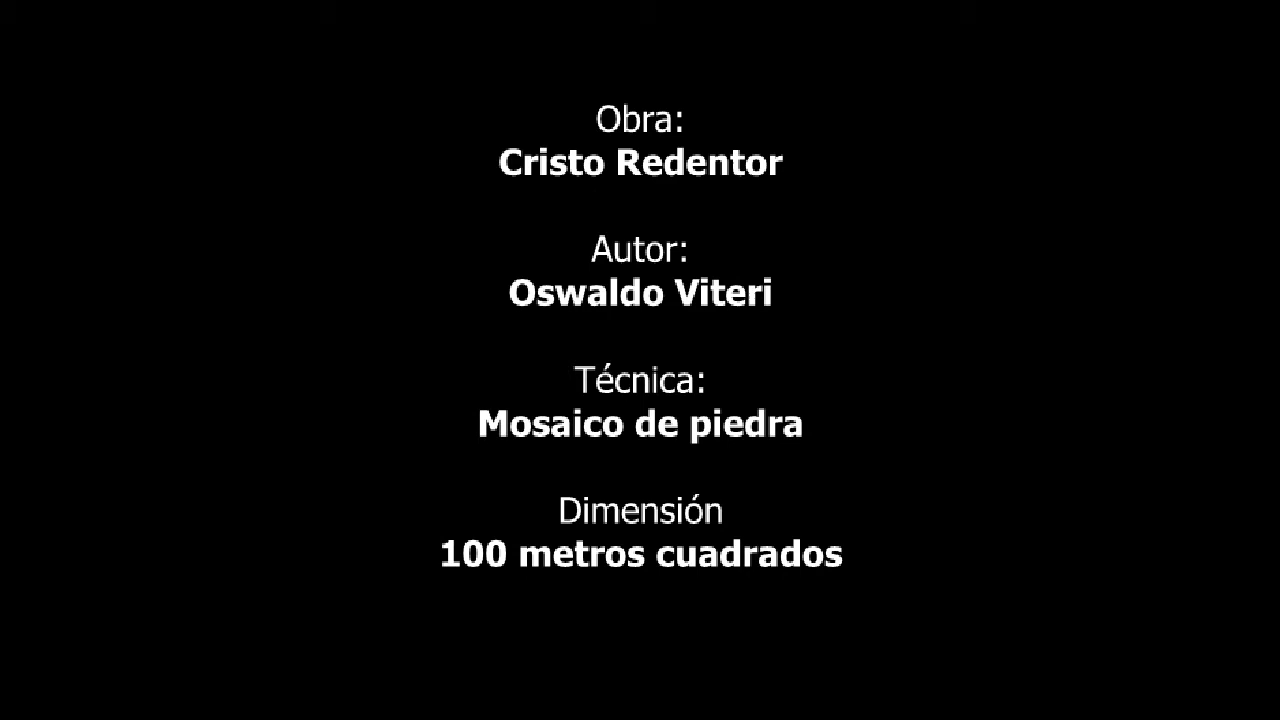 Obra:
Cristo Redentor
Autor:
Oswaldo Viteri
Técnica:
Mosaico de piedra
Dimensión
100 metros cuadrados